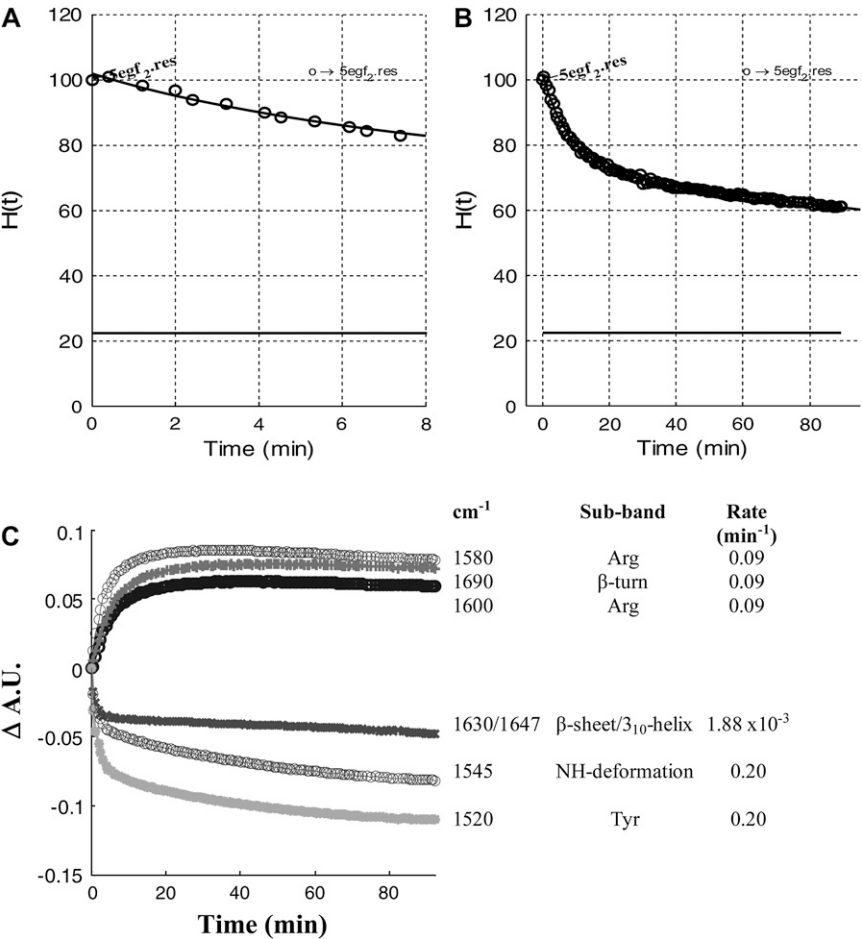 A
120
100
80
60
40
20
0
H(t)
5egf₂.res
o → 5egf₂.res
0 2 4 6 8
Time (min)
B
120
100
80
60
40
20
0
H(t)
5egf₂.res
o → 5egf₂.res
0 20 40 60 80
Time (min)
C
0.1
0.05
0
-0.05
-0.1
-0.15
Δ A.U.
0 20 40 60 80
Time (min)
cm⁻¹ Sub-band Rate
(min⁻¹)
1580 Arg 0.09
1690 β-turn 0.09
1600 Arg 0.09
1630/1647 β-sheet/3₁₀-helix 1.88 x10⁻³
1545 NH-deformation 0.20
1520 Tyr 0.20